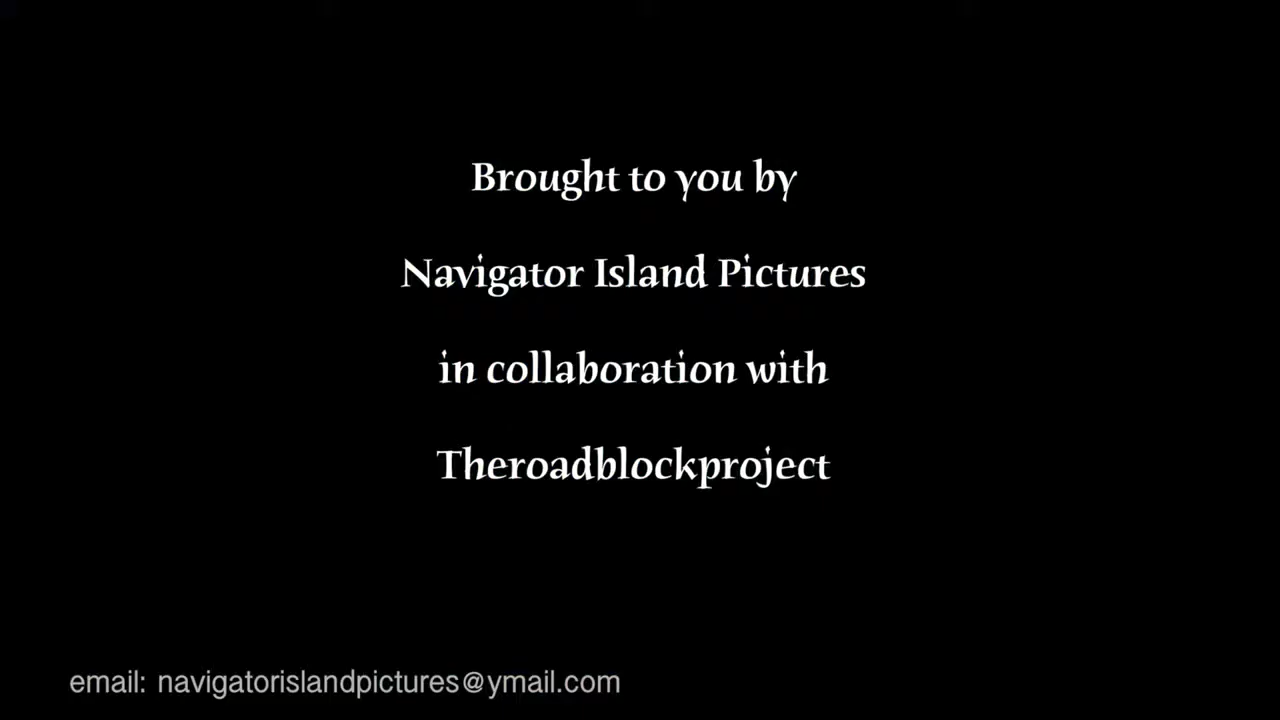 Brought to you by
Navigator Island Pictures
in collaboration with
Theroadblockproject
email: navigatorislandpictures@ymail.com